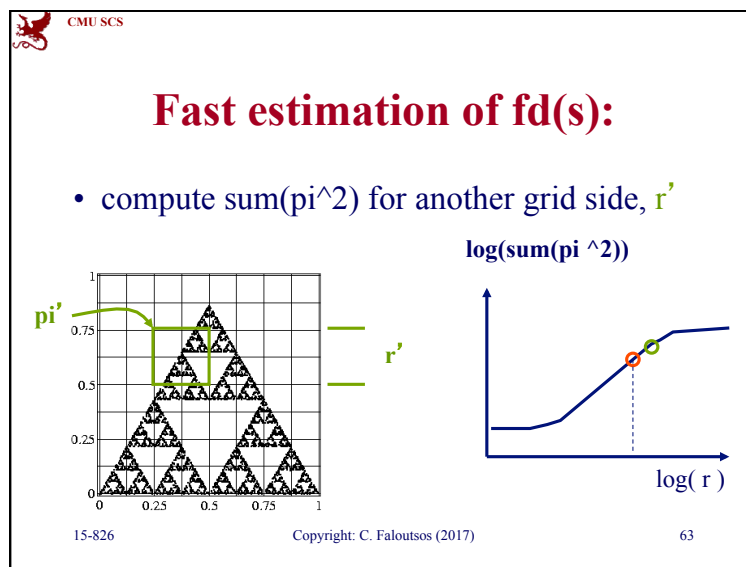 CMU SCS
Fast estimation of fd(s):
• compute sum(pi^2) for another grid side, r'
log(sum(pi ^2))
pi'
1
0.75
0.5
0.25
0
0 0.25 0.5 0.75 1
r'
log( r )
15-826 Copyright: C. Faloutsos (2017) 63